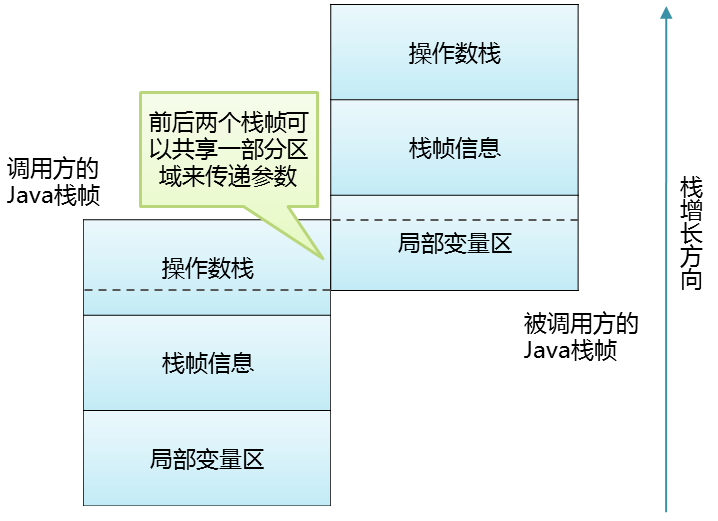 操作数栈
栈帧信息
局部变量区
前后两个栈帧可
以共享一部分区
域来传递参数
调用方的
Java栈帧
操作数栈
栈帧信息
局部变量区
被调用方的
Java栈帧
栈增长方向